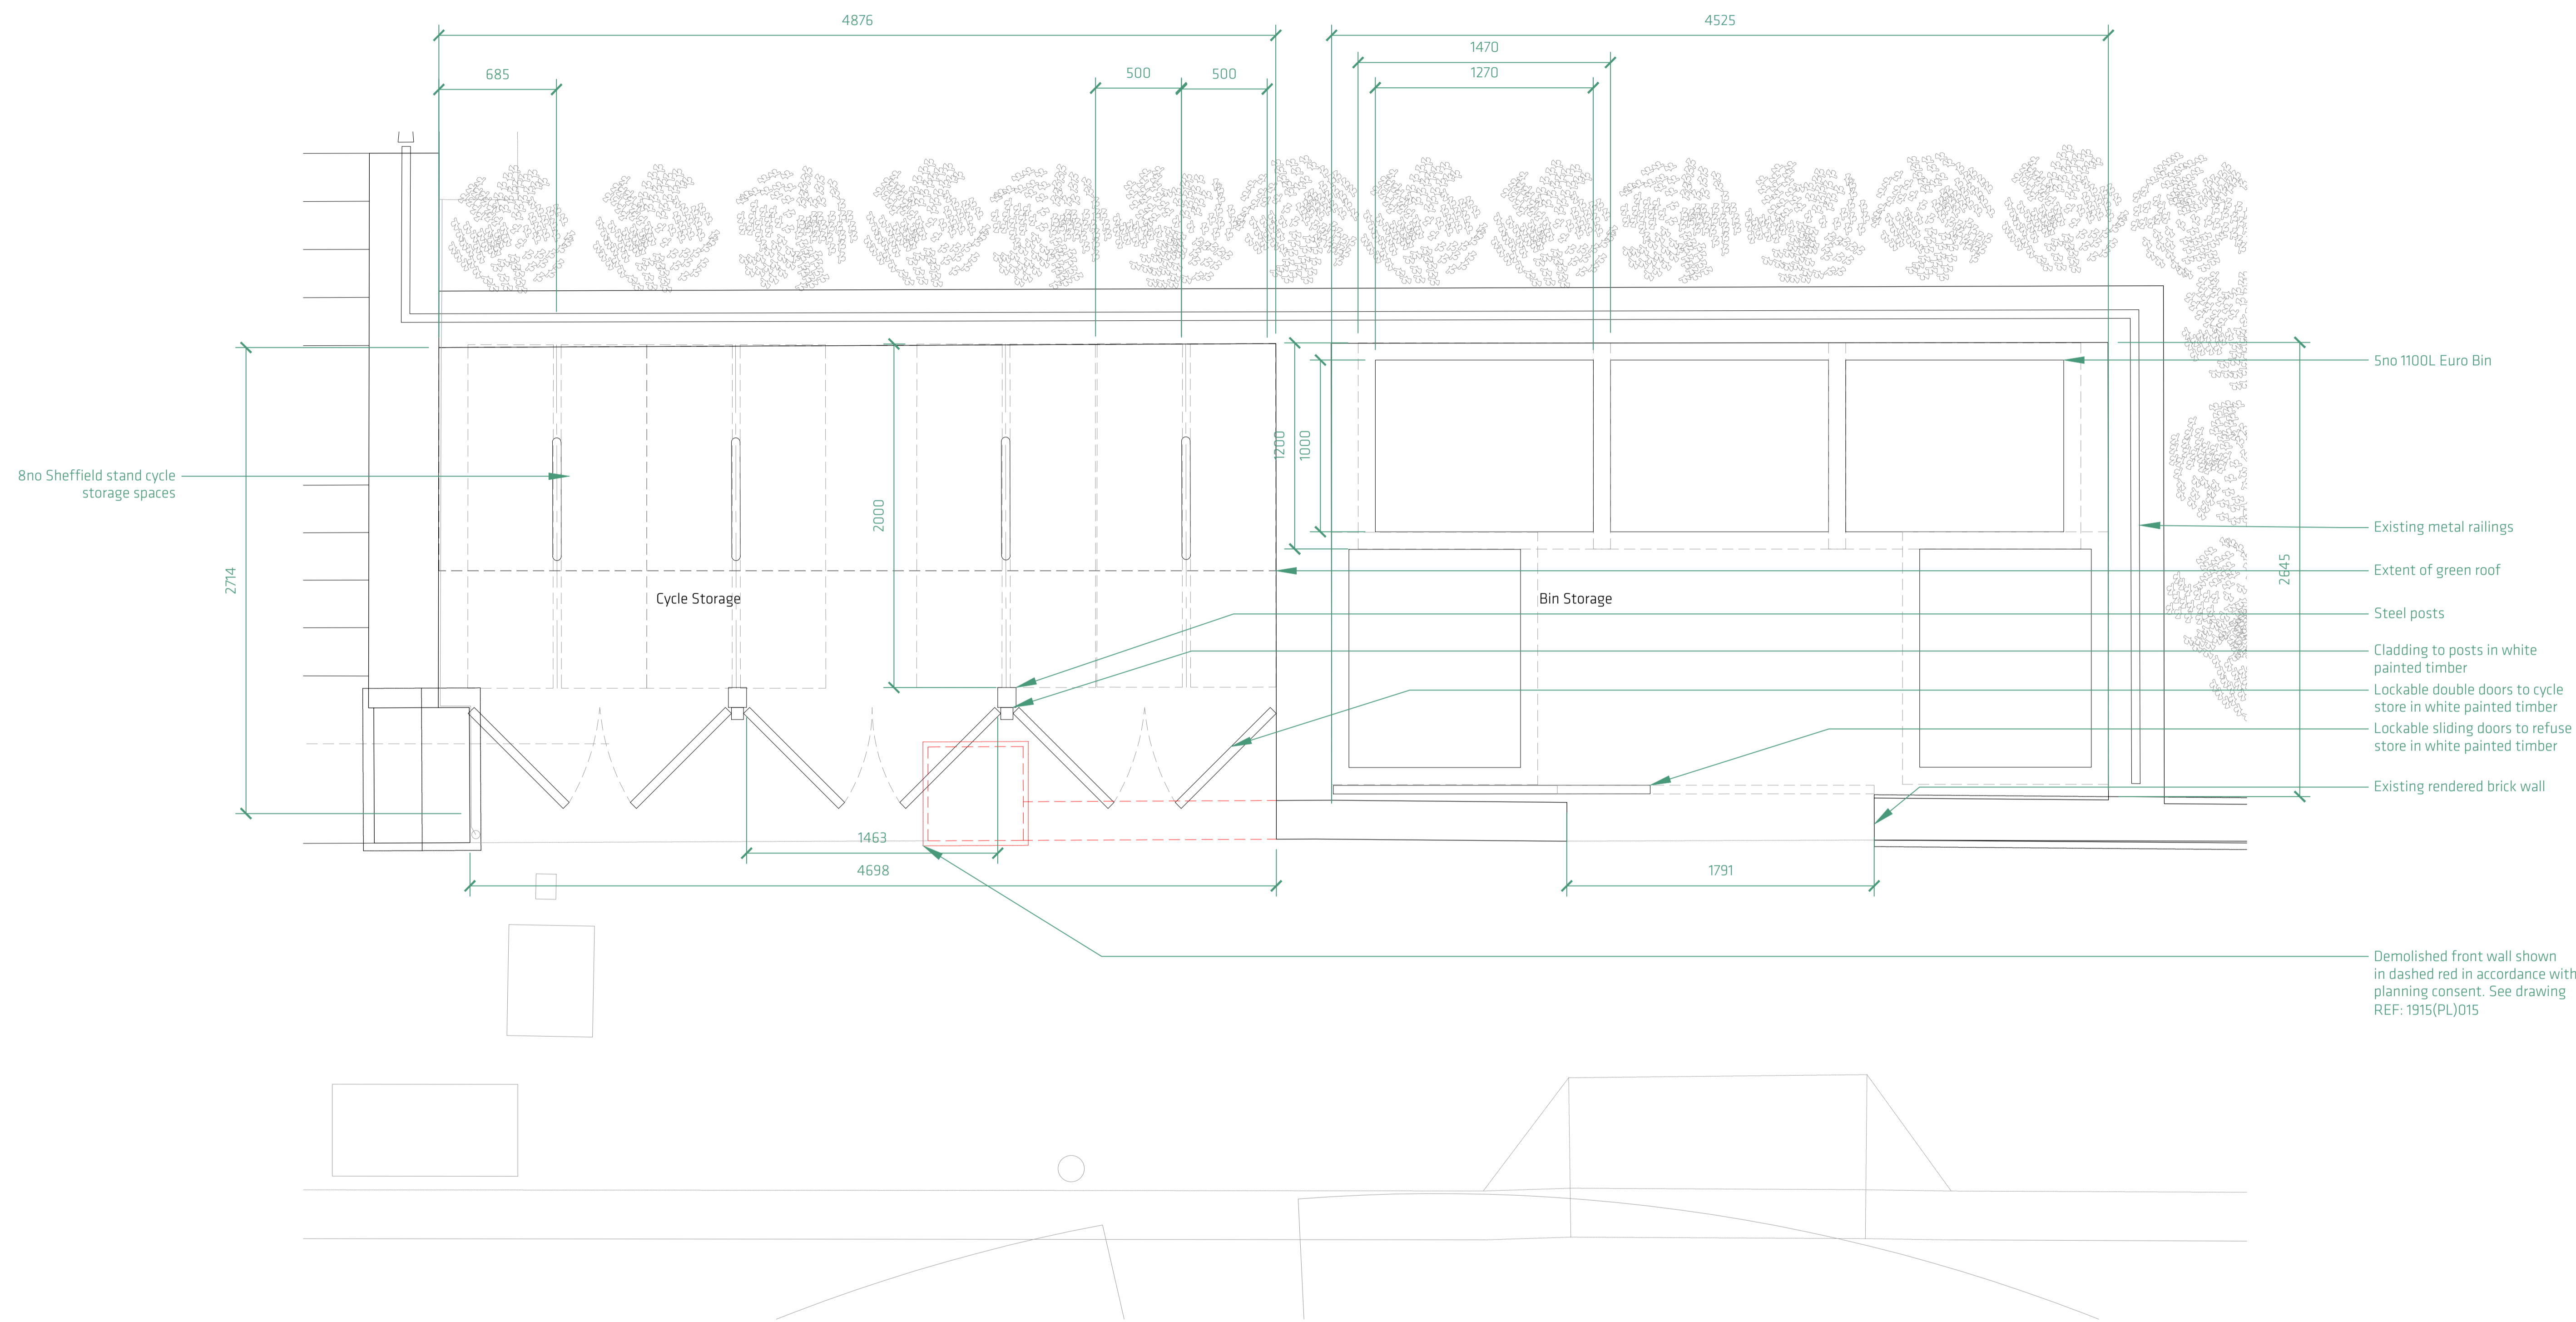 4876
4525
1470
685
500
500
1270
5no 1100L Euro Bin
1200
1000
8no Sheffield stand cycle
storage spaces
2000
Existing metal railings
2714
2645
Extent of green roof
Cycle Storage
Bin Storage
Steel posts
Cladding to posts in white
painted timber
Lockable double doors to cycle
store in white painted timber
Lockable sliding doors to refuse
store in white painted timber
Existing rendered brick wall
1463
4698
1791
Demolished front wall shown
in dashed red in accordance with
planning consent. See drawing
REF: 1915(PL)015